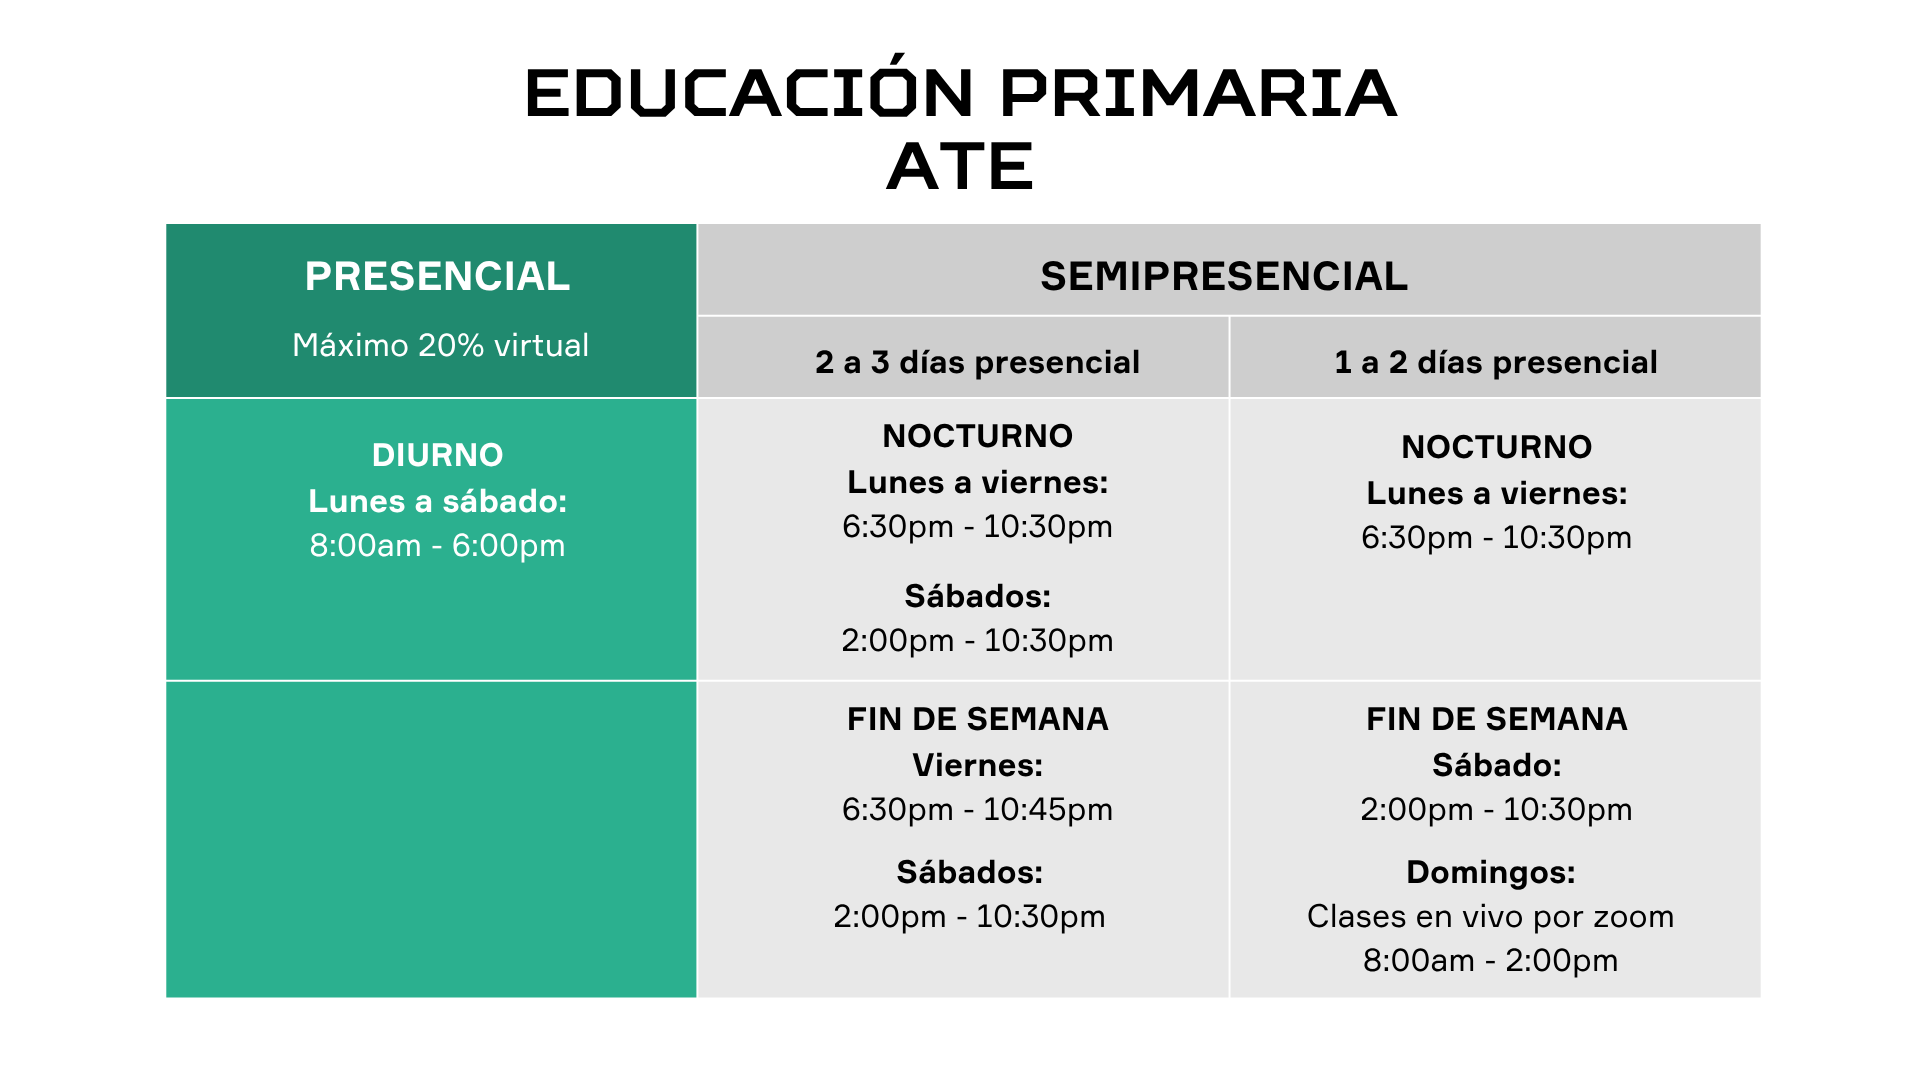 EDUCACIÓN PRIMARIA
ATE
PRESENCIAL
Máximo 20% virtual
SEMIPRESENCIAL
2 a 3 días presencial
1 a 2 días presencial
DIURNO
Lunes a sábado:
8:00am - 6:00pm
NOCTURNO
Lunes a viernes:
6:30pm - 10:30pm
Sábados:
2:00pm - 10:30pm
NOCTURNO
Lunes a viernes:
6:30pm - 10:30pm
FIN DE SEMANA
Viernes:
6:30pm - 10:45pm
Sábados:
2:00pm - 10:30pm
FIN DE SEMANA
Sábado:
2:00pm - 10:30pm
Domingos:
Clases en vivo por zoom
8:00am - 2:00pm